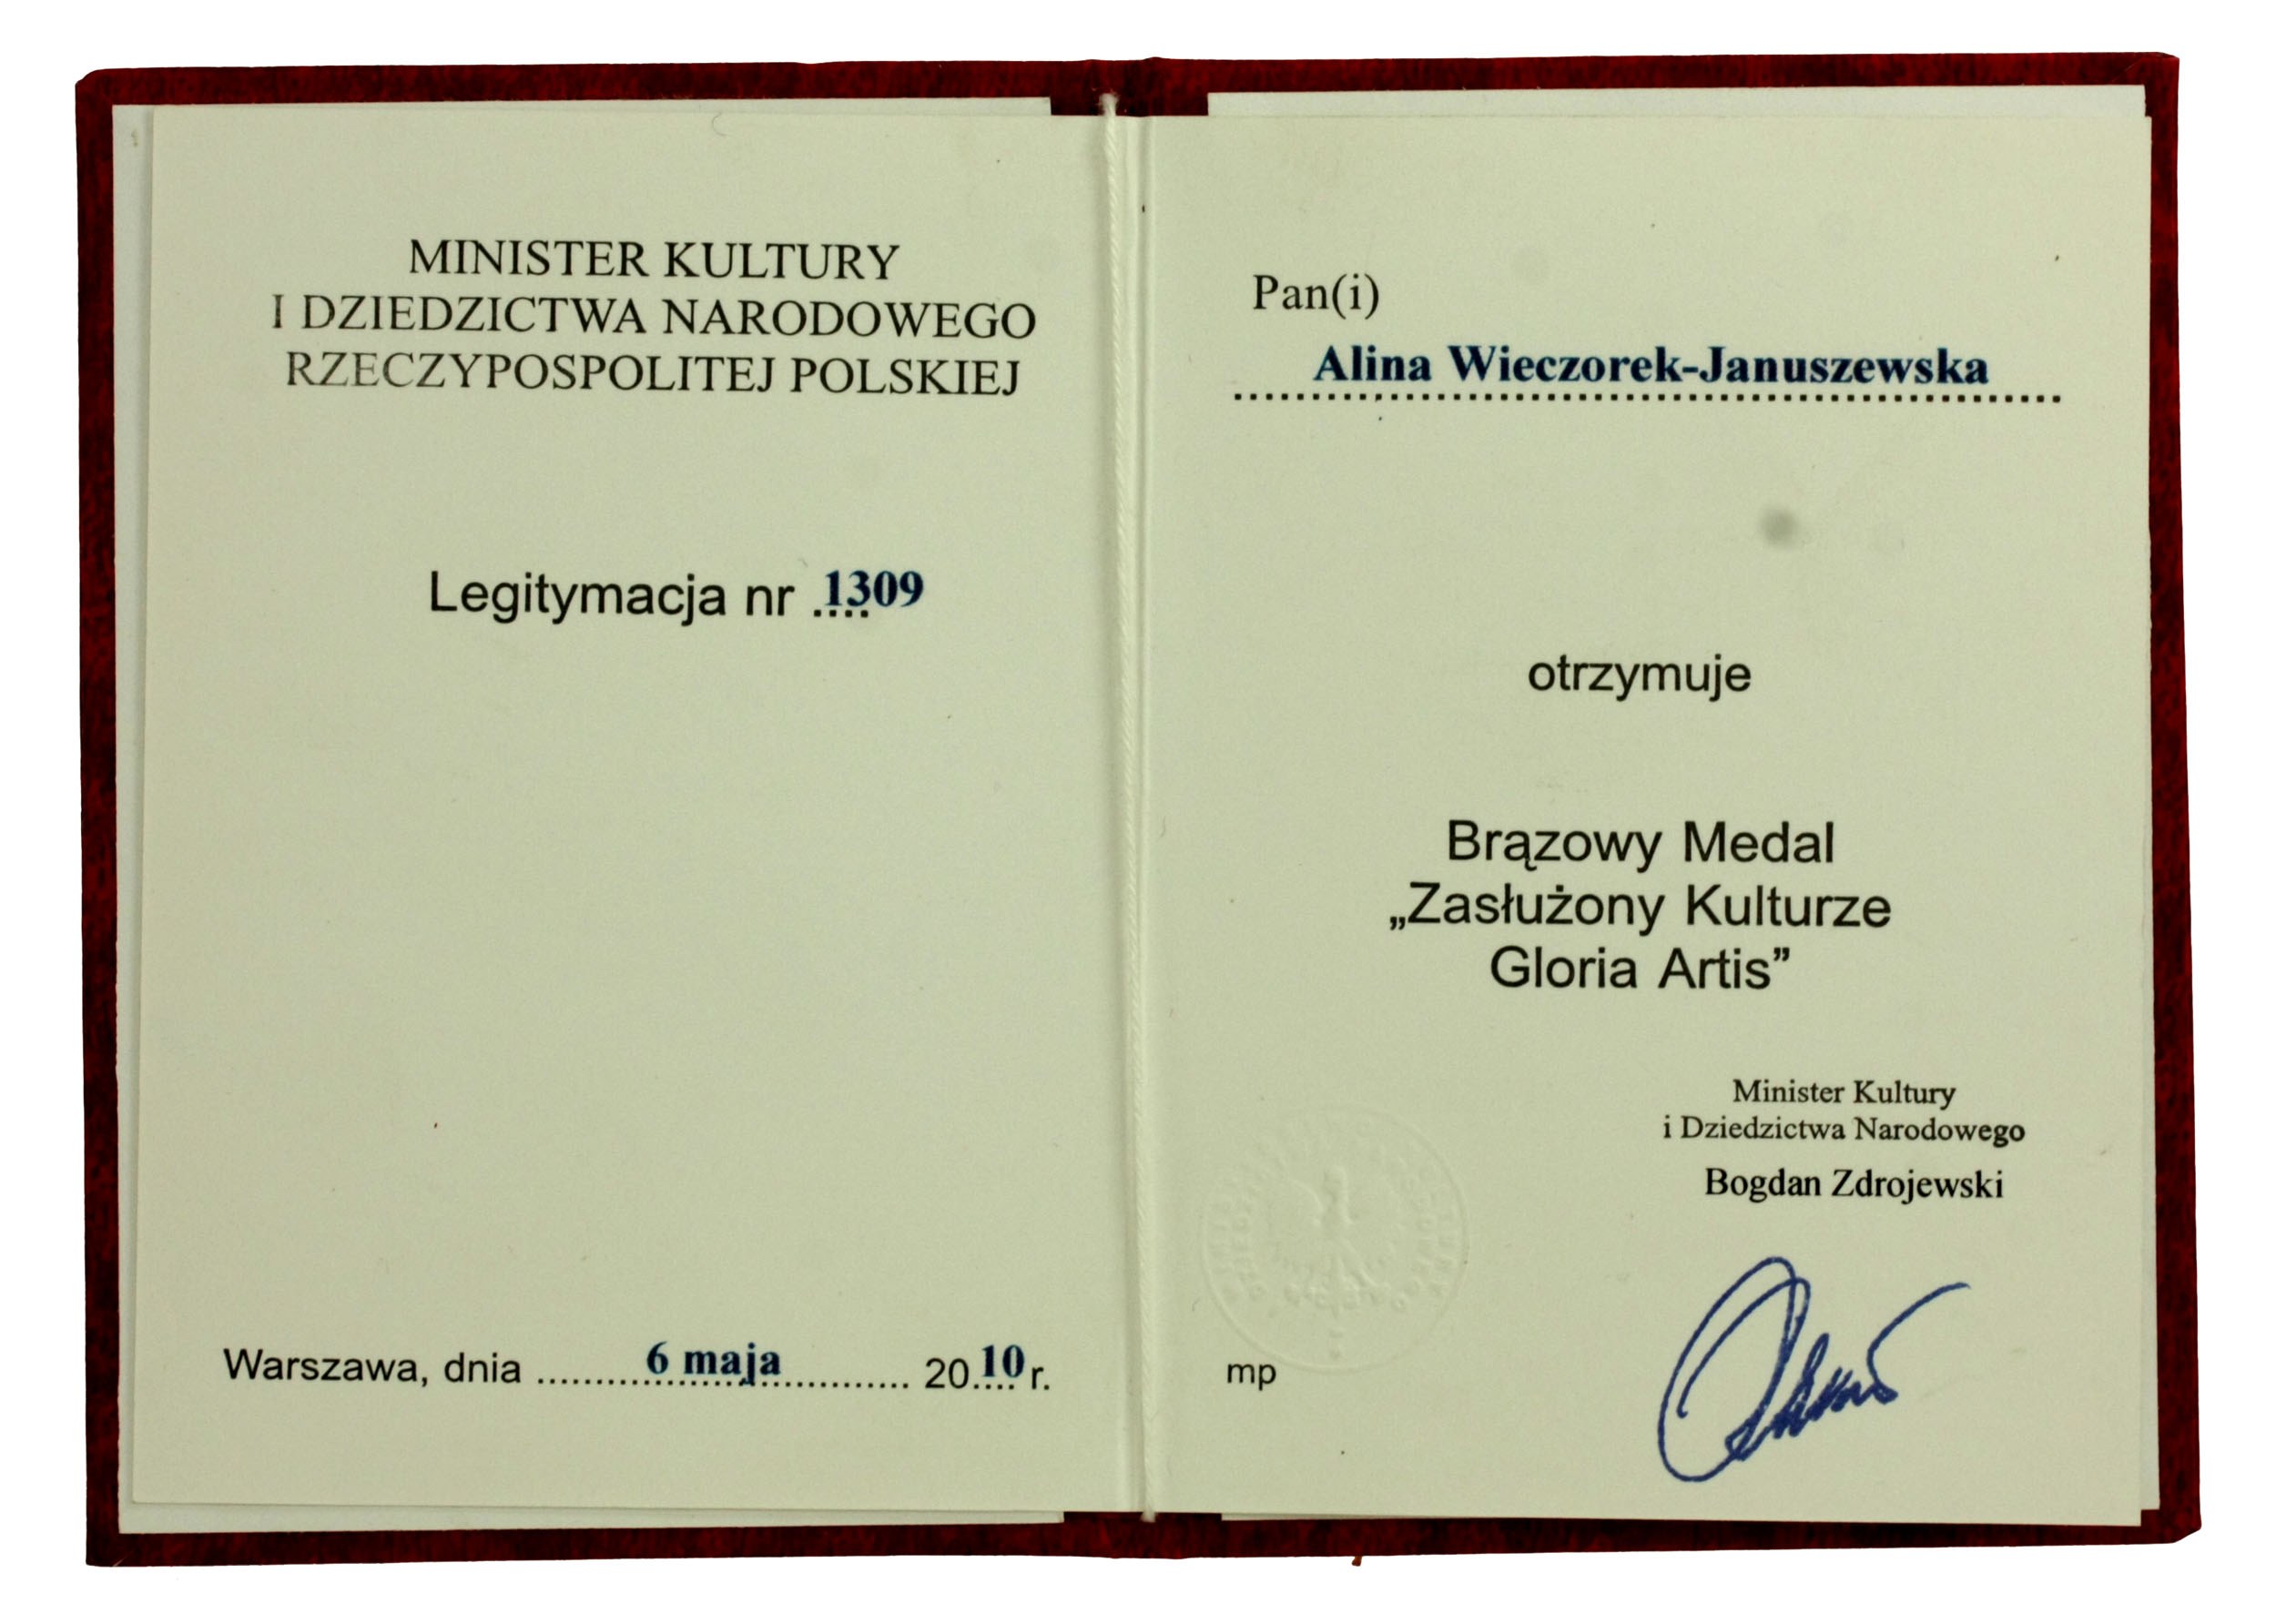 MINISTER KULTURY
I DZIEDZICTWA NARODOWEGO
RZECZYPOSPOLITEJ POLSKIEJ
Legitymacja nr ....1309
Warszawa, dnia ........6 maja........ 20..10.. r.
Pan(i)
Alina Wieczorek-Januszewska
otrzymuje
Brązowy Medal
„Zasłużony Kulturze
Gloria Artis”
Minister Kultury
i Dziedzictwa Narodowego
Bogdan Zdrojewski
mp